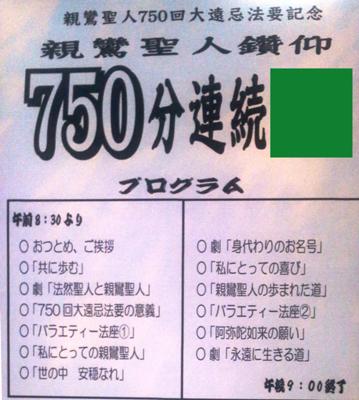 親鸞聖人750回大遠忌法要記念
親鸞聖人鑽仰
750分連続
プログラム
午前8:30より
○ おつとめ、ご挨拶
○「共に歩む」
○ 劇「法然聖人と親鸞聖人」
○「750回大遠忌法要の意義」
○「バラエティー法座①」
○「私にとっての親鸞聖人」
○「世の中 安穏なれ」
○ 劇「身代わりのお名号」
○「私にとっての喜び」
○「親鸞聖人の歩まれた道」
○「バラエティー法座②」
○「阿弥陀如来の願い」
○ 劇「永遠に生きる道」
午後9:00終了